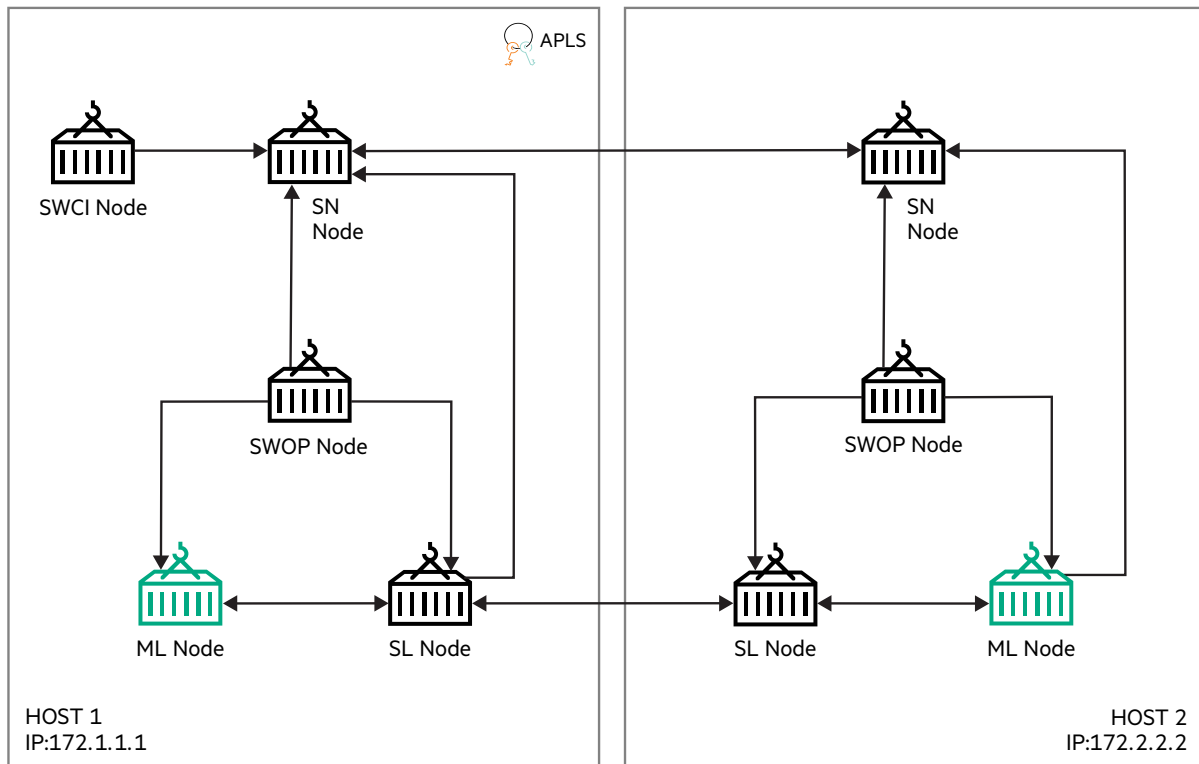 APLS
SWCI Node
SN
Node
SN
Node
SWOP Node
SWOP Node
ML Node
SL Node
SL Node
ML Node
HOST 1
IP:172.1.1.1
HOST 2
IP:172.2.2.2